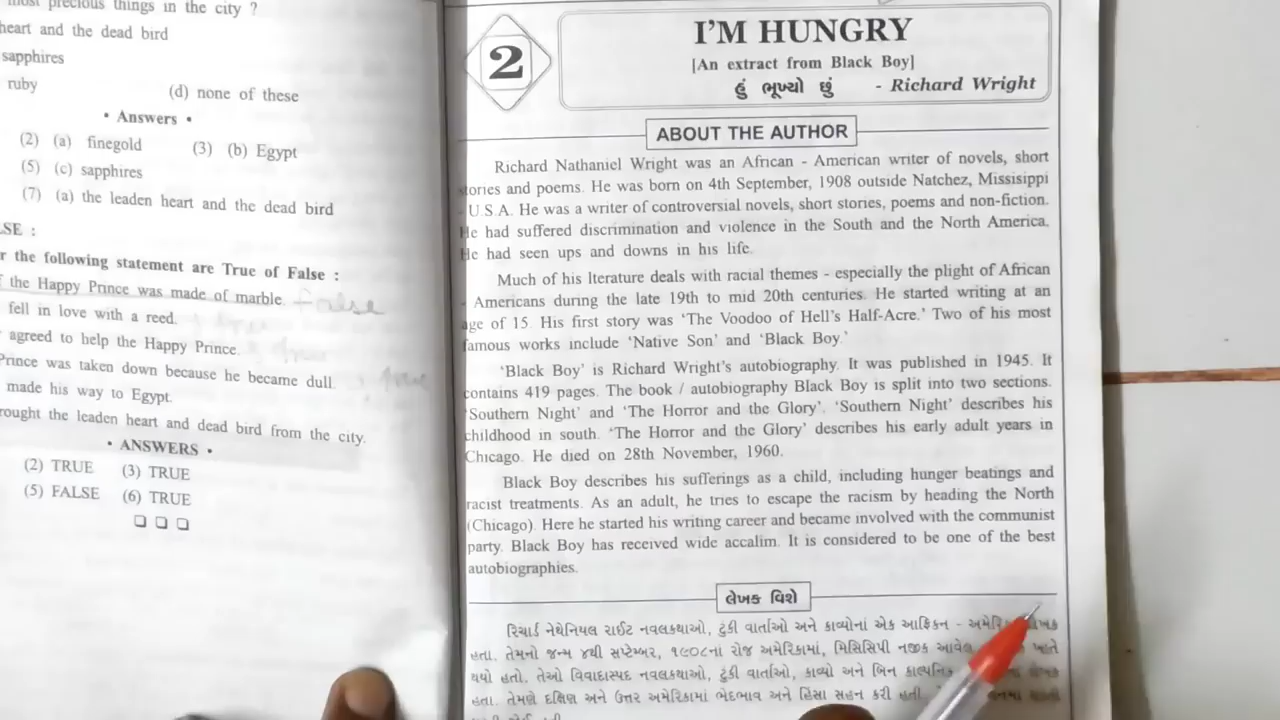 most precious things in the city ?
heart and the dead bird
sapphires
ruby
(d) none of these
• Answers •
(2) (a) finegold (3) (b) Egypt
(5) (c) sapphires
(7) (a) the leaden heart and the dead bird
LSE :
r the following statement are True of False :
the Happy Prince was made of marble. False
fell in love with a reed.
agreed to help the Happy Prince.
Prince was taken down because he became dull.
made his way to Egypt.
rought the leaden heart and dead bird from the city.
• ANSWERS •
(2) TRUE (3) TRUE
(5) FALSE (6) TRUE
2
I'M HUNGRY
[An extract from Black Boy]
હું ભૂખ્યો છું - Richard Wright
ABOUT THE AUTHOR
Richard Nathaniel Wright was an African - American writer of novels, short
stories and poems. He was born on 4th September, 1908 outside Natchez, Missisippi
- U.S.A. He was a writer of controversial novels, short stories, poems and non-fiction.
He had suffered discrimination and violence in the South and the North America.
He had seen ups and downs in his life.
Much of his lterature deals with racial themes - especially the plight of African
- Americans during the late 19th to mid 20th centuries. He started writing at an
age of 15. His first story was 'The Voodoo of Hell's Half-Acre.' Two of his most
famous works include 'Native Son' and 'Black Boy.'
'Black Boy' is Richard Wright's autobiography. It was published in 1945. It
contains 419 pages. The book / autobiography Black Boy is split into two sections.
'Southern Night' and 'The Horror and the Glory'. 'Southern Night' describes his
childhood in south. 'The Horror and the Glory' describes his early adult years in
Chicago. He died on 28th November, 1960.
Black Boy describes his sufferings as a child, including hunger beatings and
racist treatments. As an adult, he tries to escape the racism by heading the North
(Chicago). Here he started his writing career and became involved with the communist
party. Black Boy has received wide accalim. It is considered to be one of the best
autobiographies.
લેખક વિશે
રિચાર્ડ નેથેનિયલ રાઈટ નવલકથાઓ, ટુંકી વાર્તાઓ અને કાવ્યોનાં એક આફ્રિકન -
હતા. તેમનો જન્મ ૪થી સપ્ટેમ્બર, ૧૯૦૮નાં રોજ અમેરિકામાં, મિસિસિપી નજીક ખાતે
થયો હતો. તેઓ વિવાદાસ્પદ નવલકથાઓ, ટુંકી વાર્તાઓ, કાવ્યો અને બિન લેખક
હતા. તેમણે દક્ષિણ અને ઉત્તર અમેરિકામાં ભેદભાવ અને હિંસા સહન કરી હતી.